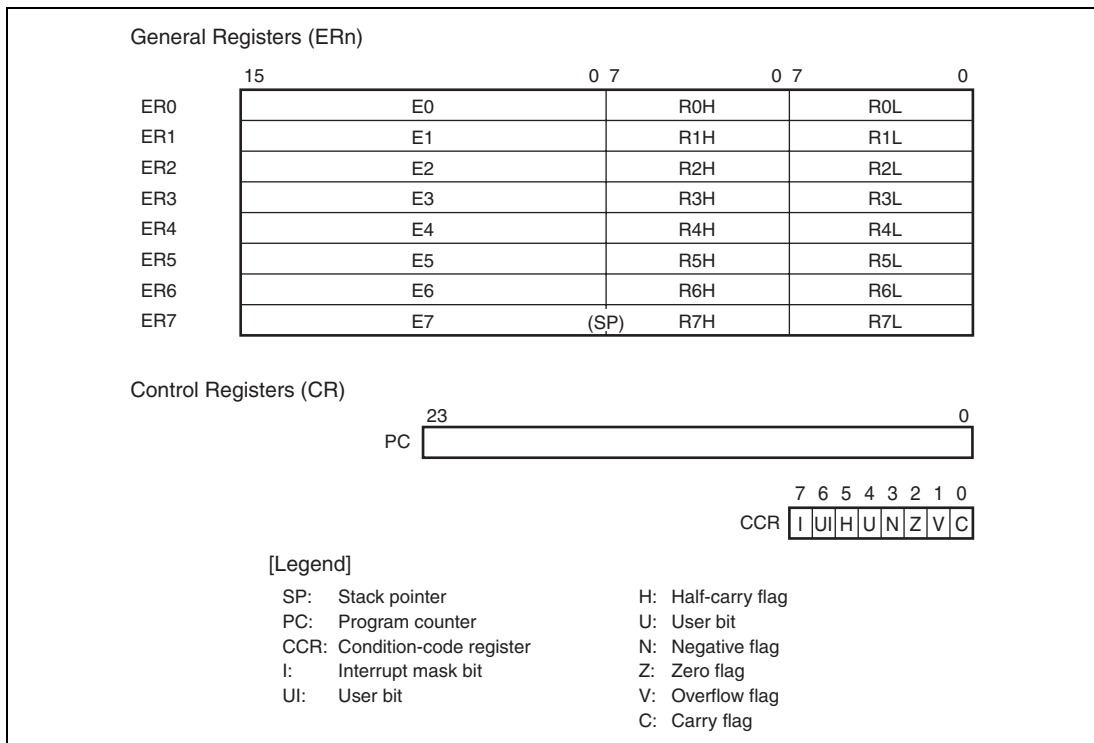 General Registers (ERn)
15 0 7 0 7 0
ER0 E0 R0H R0L
ER1 E1 R1H R1L
ER2 E2 R2H R2L
ER3 E3 R3H R3L
ER4 E4 R4H R4L
ER5 E5 R5H R5L
ER6 E6 R6H R6L
ER7 E7 (SP) R7H R7L
Control Registers (CR)
23 0
PC
7 6 5 4 3 2 1 0
CCR I UI H U N Z V C
[Legend]
SP: Stack pointer
PC: Program counter
CCR: Condition-code register
I: Interrupt mask bit
UI: User bit
H: Half-carry flag
U: User bit
N: Negative flag
Z: Zero flag
V: Overflow flag
C: Carry flag